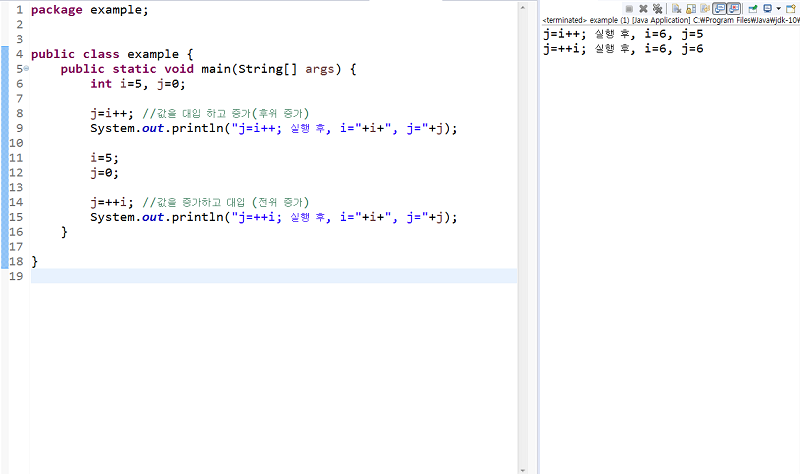 1 package example;
2
3
4 public class example {
5 public static void main(String[] args) {
6 int i=5, j=0;
7
8 j=i++; //값을 대입 하고 증가(후위 증가)
9 System.out.println("j=i++; 실행 후, i="+i+", j="+j);
10
11 i=5;
12 j=0;
13
14 j=++i; //값을 증가하고 대입 (전위 증가)
15 System.out.println("j=++i; 실행 후, i="+i+", j="+j);
16 }
17
18 }
19
<terminated> example (1) [Java Application] C:₩Program Files₩Java₩jdk-10₩
j=i++; 실행 후, i=6, j=5
j=++i; 실행 후, i=6, j=6